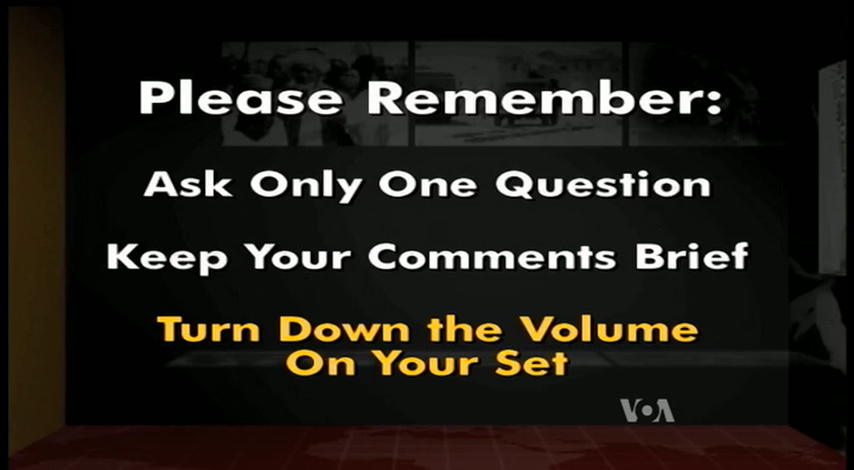 Please Remember:
Ask Only One Question
Keep Your Comments Brief
Turn Down the Volume
On Your Set
VOA